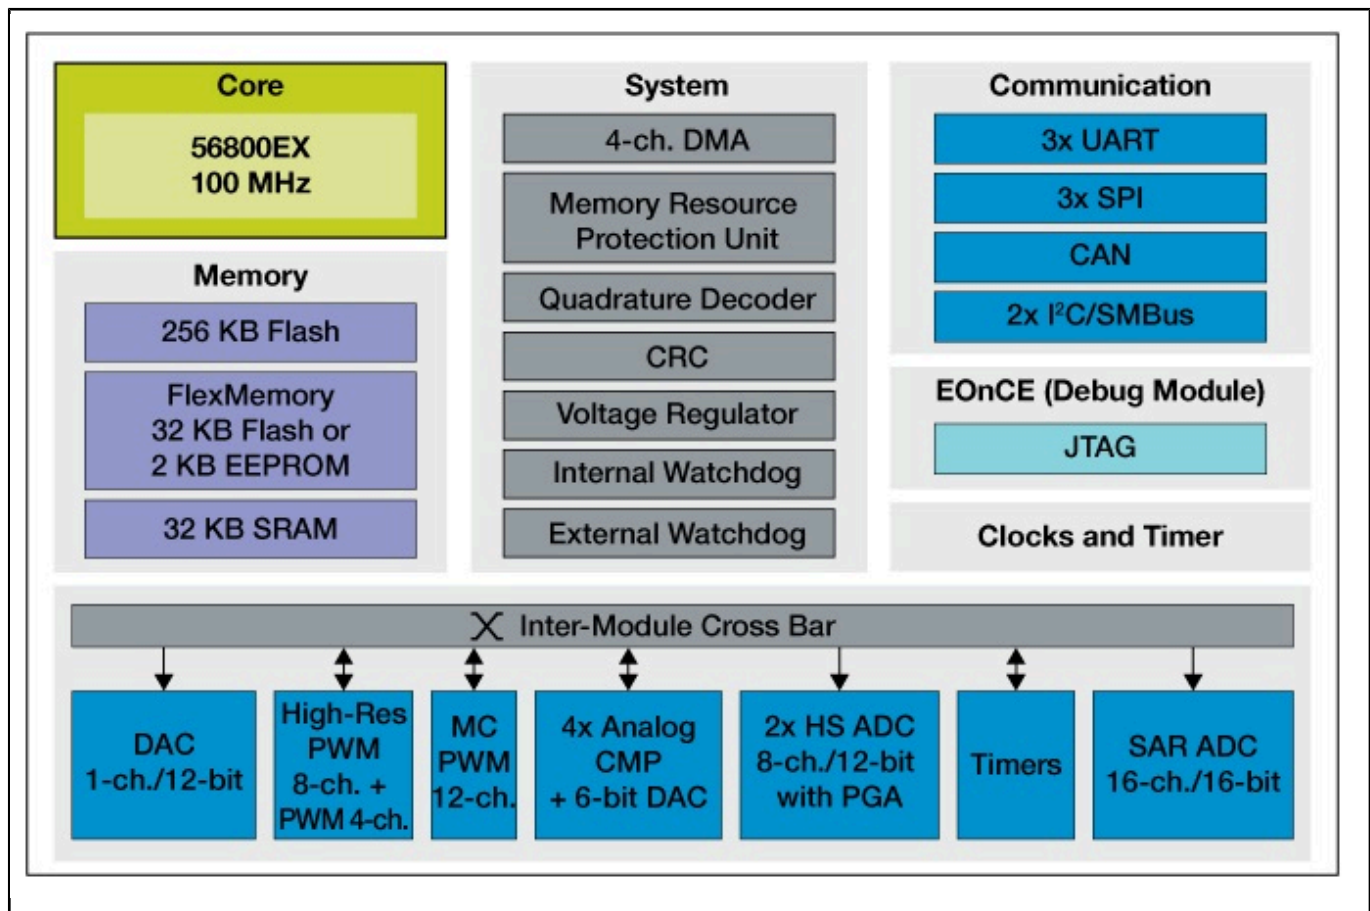 Core
56800EX
100 MHz
Memory
256 KB Flash
FlexMemory
32 KB Flash or
2 KB EEPROM
32 KB SRAM
System
4-ch. DMA
Memory Resource
Protection Unit
Quadrature Decoder
CRC
Voltage Regulator
Internal Watchdog
External Watchdog
Communication
3x UART
3x SPI
CAN
2x I²C/SMBus
EOnCE (Debug Module)
JTAG
Clocks and Timer
Inter-Module Cross Bar
DAC
1-ch./12-bit
High-Res
PWM
8-ch. +
PWM 4-ch.
MC
PWM
12-ch.
4x Analog
CMP
+ 6-bit DAC
2x HS ADC
8-ch./12-bit
with PGA
Timers
SAR ADC
16-ch./16-bit